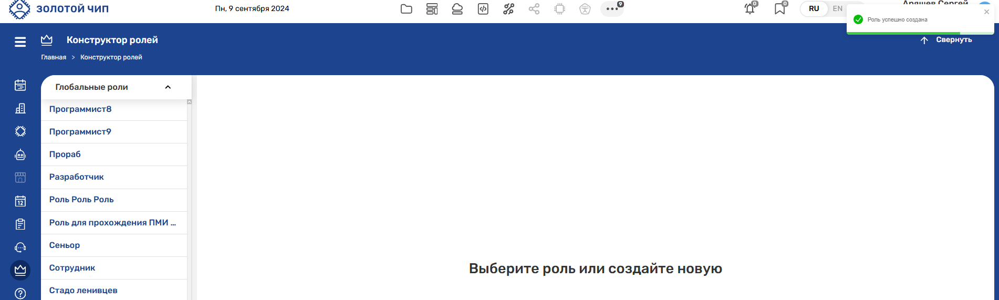 ЗОЛОТОЙ ЧИП
Пн, 9 сентября 2024
9
0
0
RU
EN
Аряшев Сергей
Роль успешно создана
Конструктор ролей
Свернуть
Главная > Конструктор ролей
Глобальные роли
Программист8
Программист9
Прораб
Разработчик
Роль Роль Роль
12
Роль для прохождения ПМИ ...
Сеньор
Сотрудник
Выберите роль или создайте новую
Стадо ленивцев